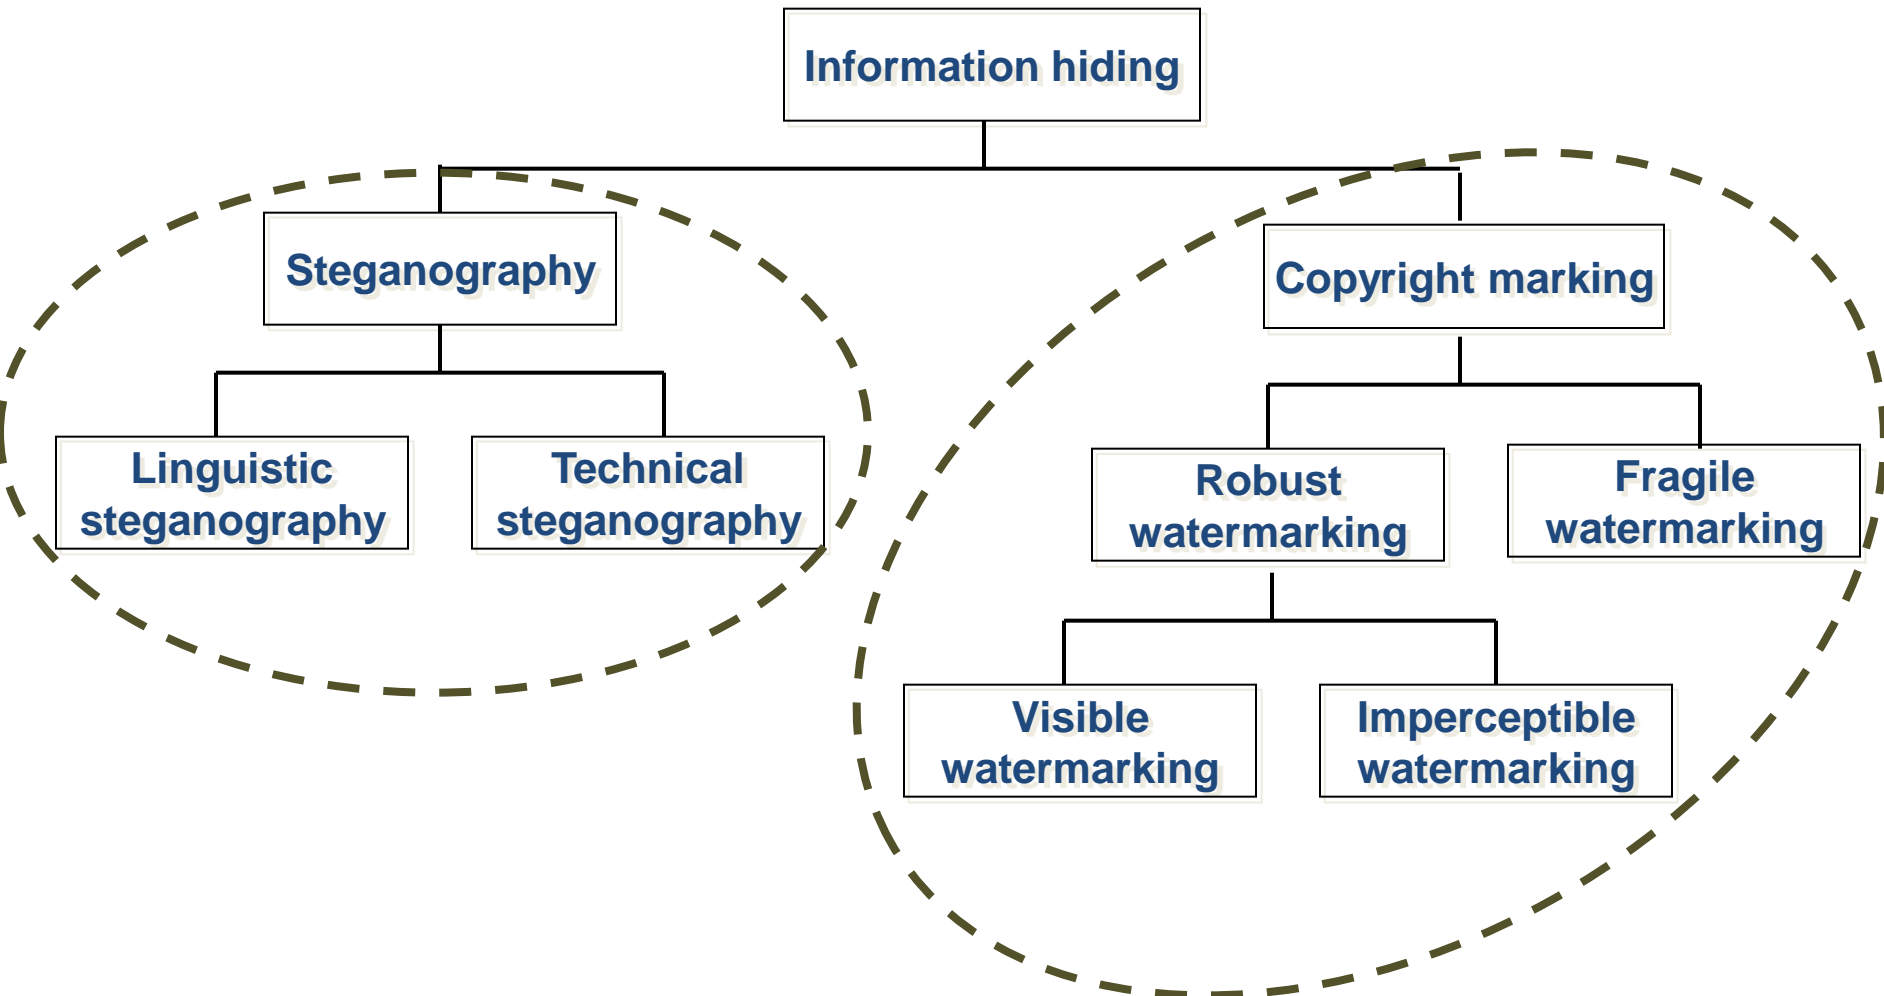 Information hiding
Steganography
Copyright marking
Linguistic
steganography
Technical
steganography
Robust
watermarking
Fragile
watermarking
Visible
watermarking
Imperceptible
watermarking